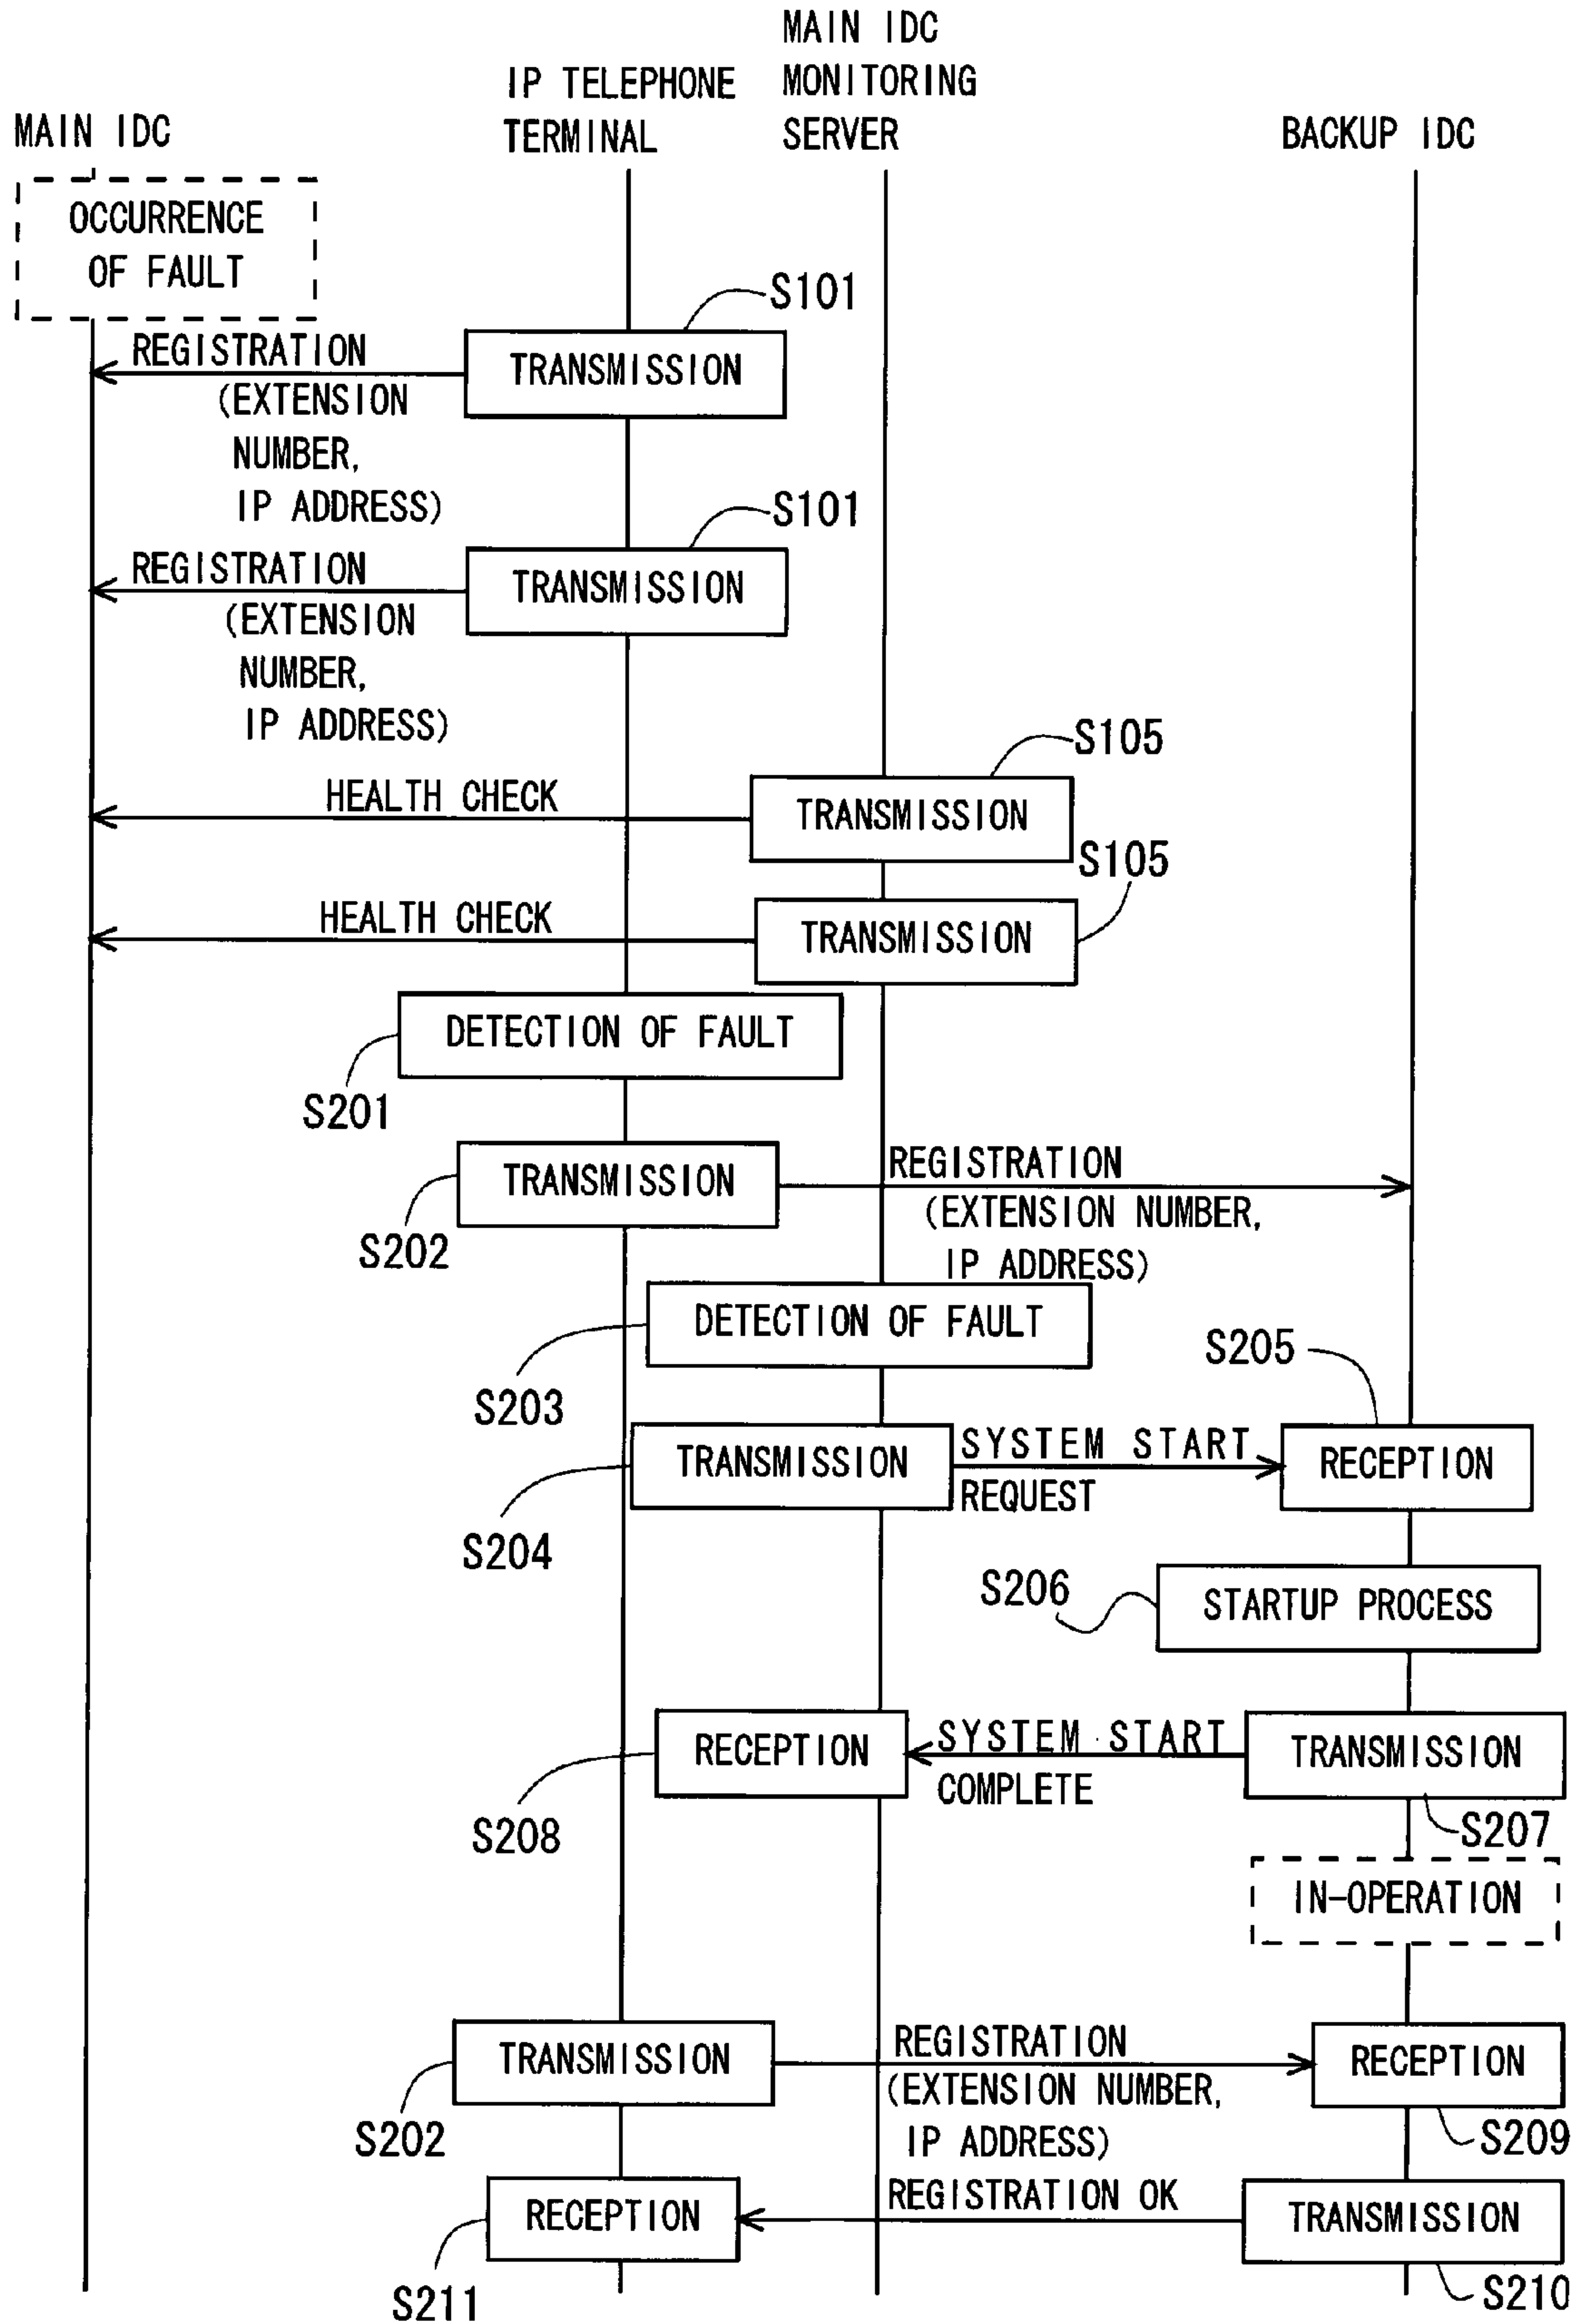 MAIN IDC
IP TELEPHONE
TERMINAL
MAIN IDC
MONITORING
SERVER
BACKUP IDC
OCCURRENCE
OF FAULT
S101
REGISTRATION
TRANSMISSION
(EXTENSION
NUMBER,
IP ADDRESS)
S101
REGISTRATION
TRANSMISSION
(EXTENSION
NUMBER,
IP ADDRESS)
S105
HEALTH CHECK
TRANSMISSION
S105
HEALTH CHECK
TRANSMISSION
DETECTION OF FAULT
S201
TRANSMISSION
REGISTRATION
(EXTENSION NUMBER,
IP ADDRESS)
S202
DETECTION OF FAULT
S203
S205
TRANSMISSION
SYSTEM START
REQUEST
RECEPTION
S204
S206
STARTUP PROCESS
RECEPTION
SYSTEM START
COMPLETE
TRANSMISSION
S208
S207
IN-OPERATION
TRANSMISSION
REGISTRATION
(EXTENSION NUMBER,
IP ADDRESS)
RECEPTION
S202
S209
RECEPTION
REGISTRATION OK
TRANSMISSION
S211
S210